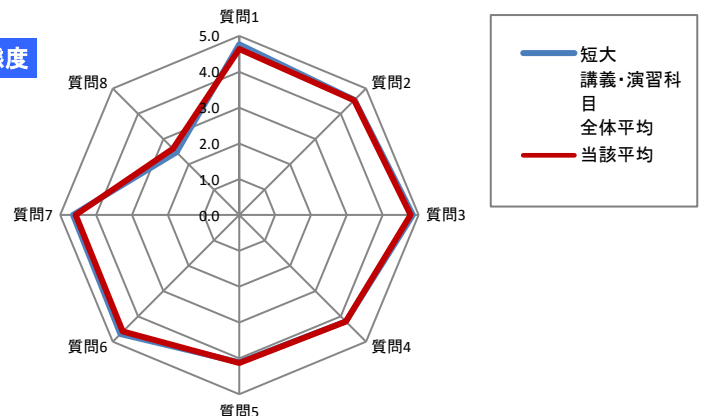 態度
質問1
質問2
質問3
質問4
質問5
質問6
質問7
質問8
5.0
4.0
3.0
2.0
1.0
0.0
短大
講義・演習科
目
全体平均
当該平均